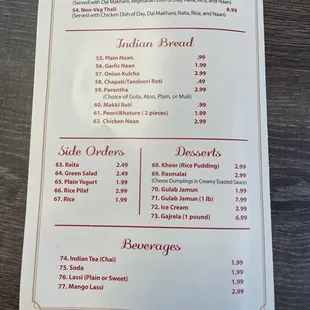 (Served with Dal Makhani, Vegetarian Dish of Day, Raita, Rice, and Naan)
54. Non-Veg Thali 8.99
(Served with Chicken Dish of Day, Dal Makhani, Raita, Rice, and Naan)
Indian Bread
55. Plain Naan. .99
56. Garlic Naan 1.99
57. Onion Kulcha 2.99
58. Chapati/Tandoori Roti .49
59. Parontha 2.99
(Choice of Gobi, Aloo, Plain, or Muli)
60. Makki Roti .99
61. Poori/Bhature ( 2 pieces) 1.99
62. Chicken Naan 2.99
Side Orders
63. Raita 2.49
64. Green Salad 2.49
65. Plain Yogurt 1.99
66. Rice Pilaf 2.99
67. Rice 1.99
Desserts
68. Kheer (Rice Pudding) 2.99
69. Rasmalai 2.99
(Cheese Dumplings in Creamy Toasted Sauce)
70. Gulab Jamun 1.99
71. Gulab Jamun (1 lb) 7.99
72. Ice Cream 2.99
73. Gajrela (1 pound) 6.99
Beverages
74. Indian Tea (Chai) 1.99
75. Soda 1.99
76. Lassi (Plain or Sweet) 1.99
77. Mango Lassi 2.99